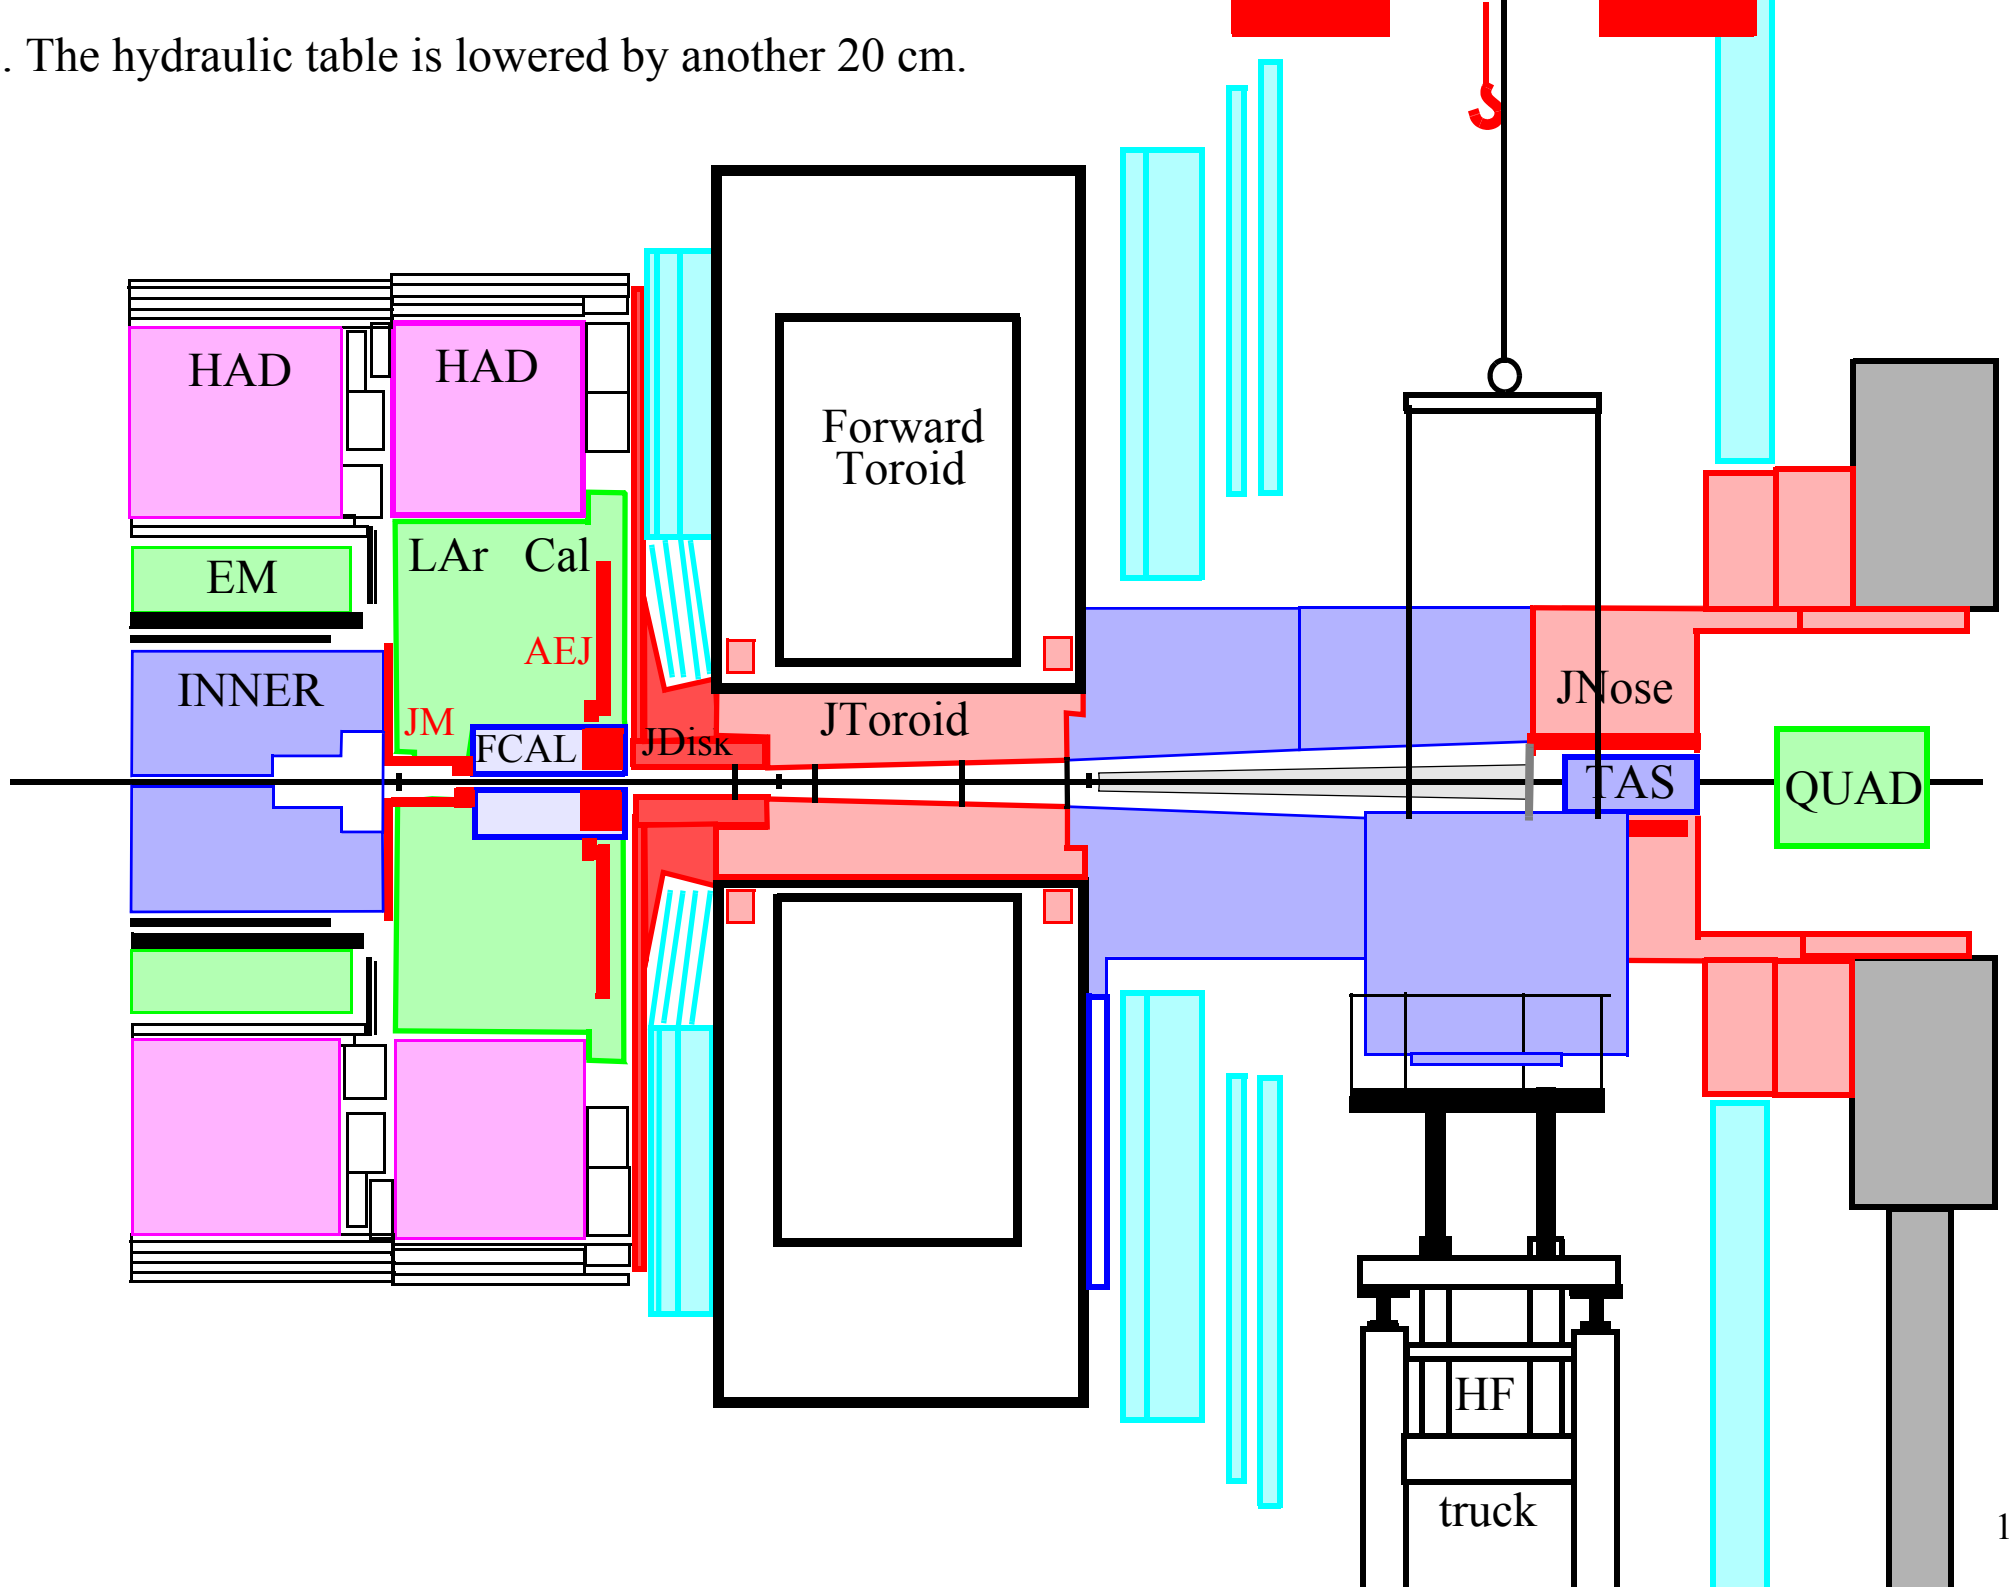 . The hydraulic table is lowered by another 20 cm.
HAD
HAD
Forward
Toroid
LAr Cal
EM
AEJ
INNER
JNose
JM
JToroid
FCAL
JDisk
TAS
QUAD
HF
truck
1